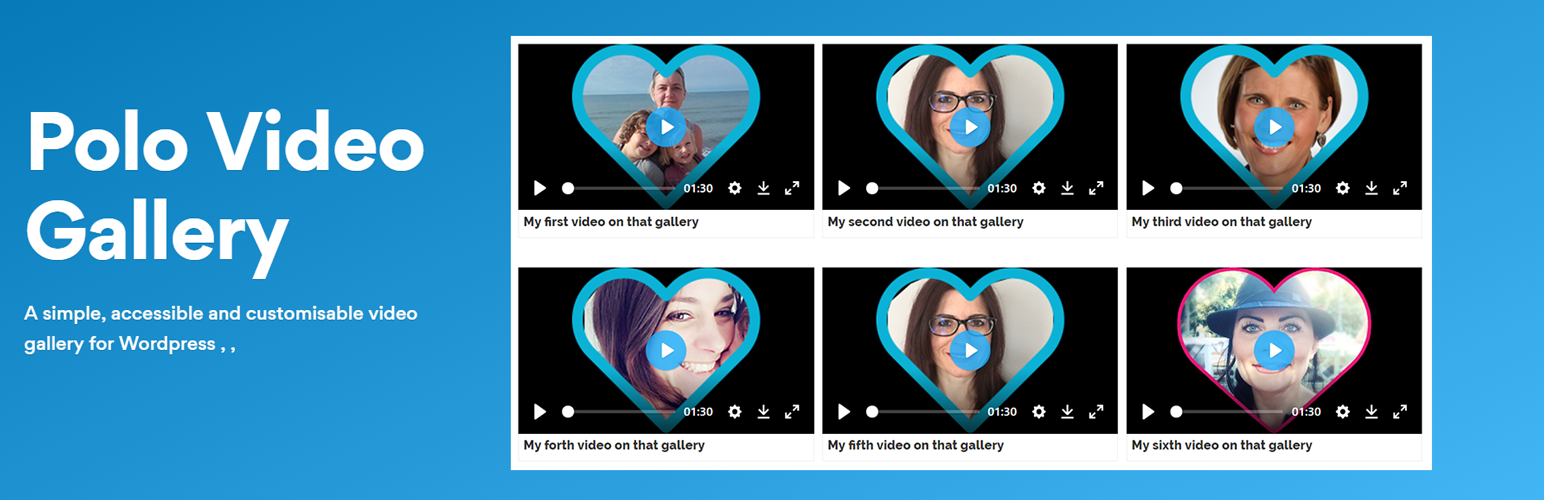 Polo Video
Gallery
A simple, accessible and customisable video
gallery for Wordpress , ,
01:30
01:30
01:30
My first video on that gallery
My second video on that gallery
My third video on that gallery
01:30
01:30
01:30
My forth video on that gallery
My fifth video on that gallery
My sixth video on that gallery